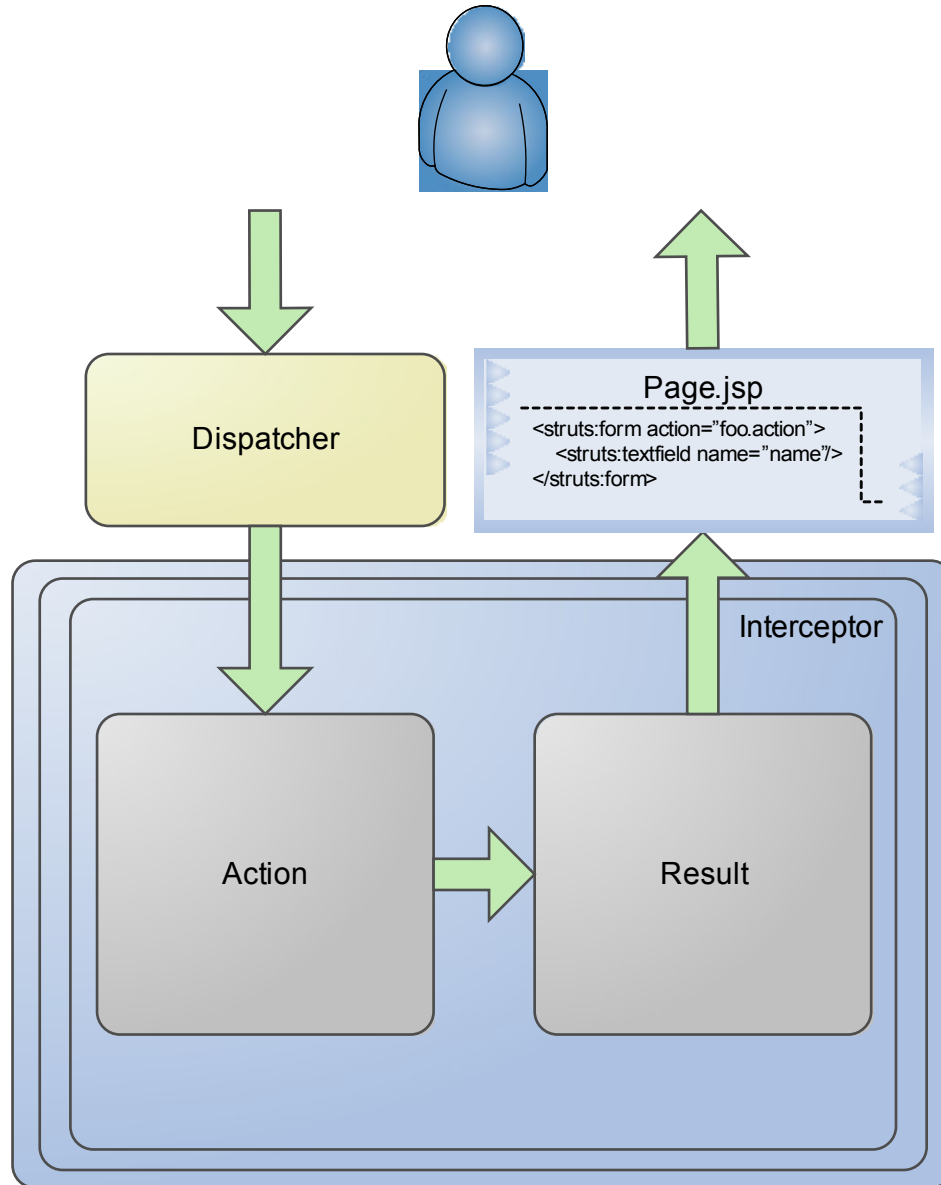 Dispatcher
Page.jsp
<struts:form action=”foo.action”>
<struts:textfield name=”name”/>
</struts:form>
Interceptor
Action
Result